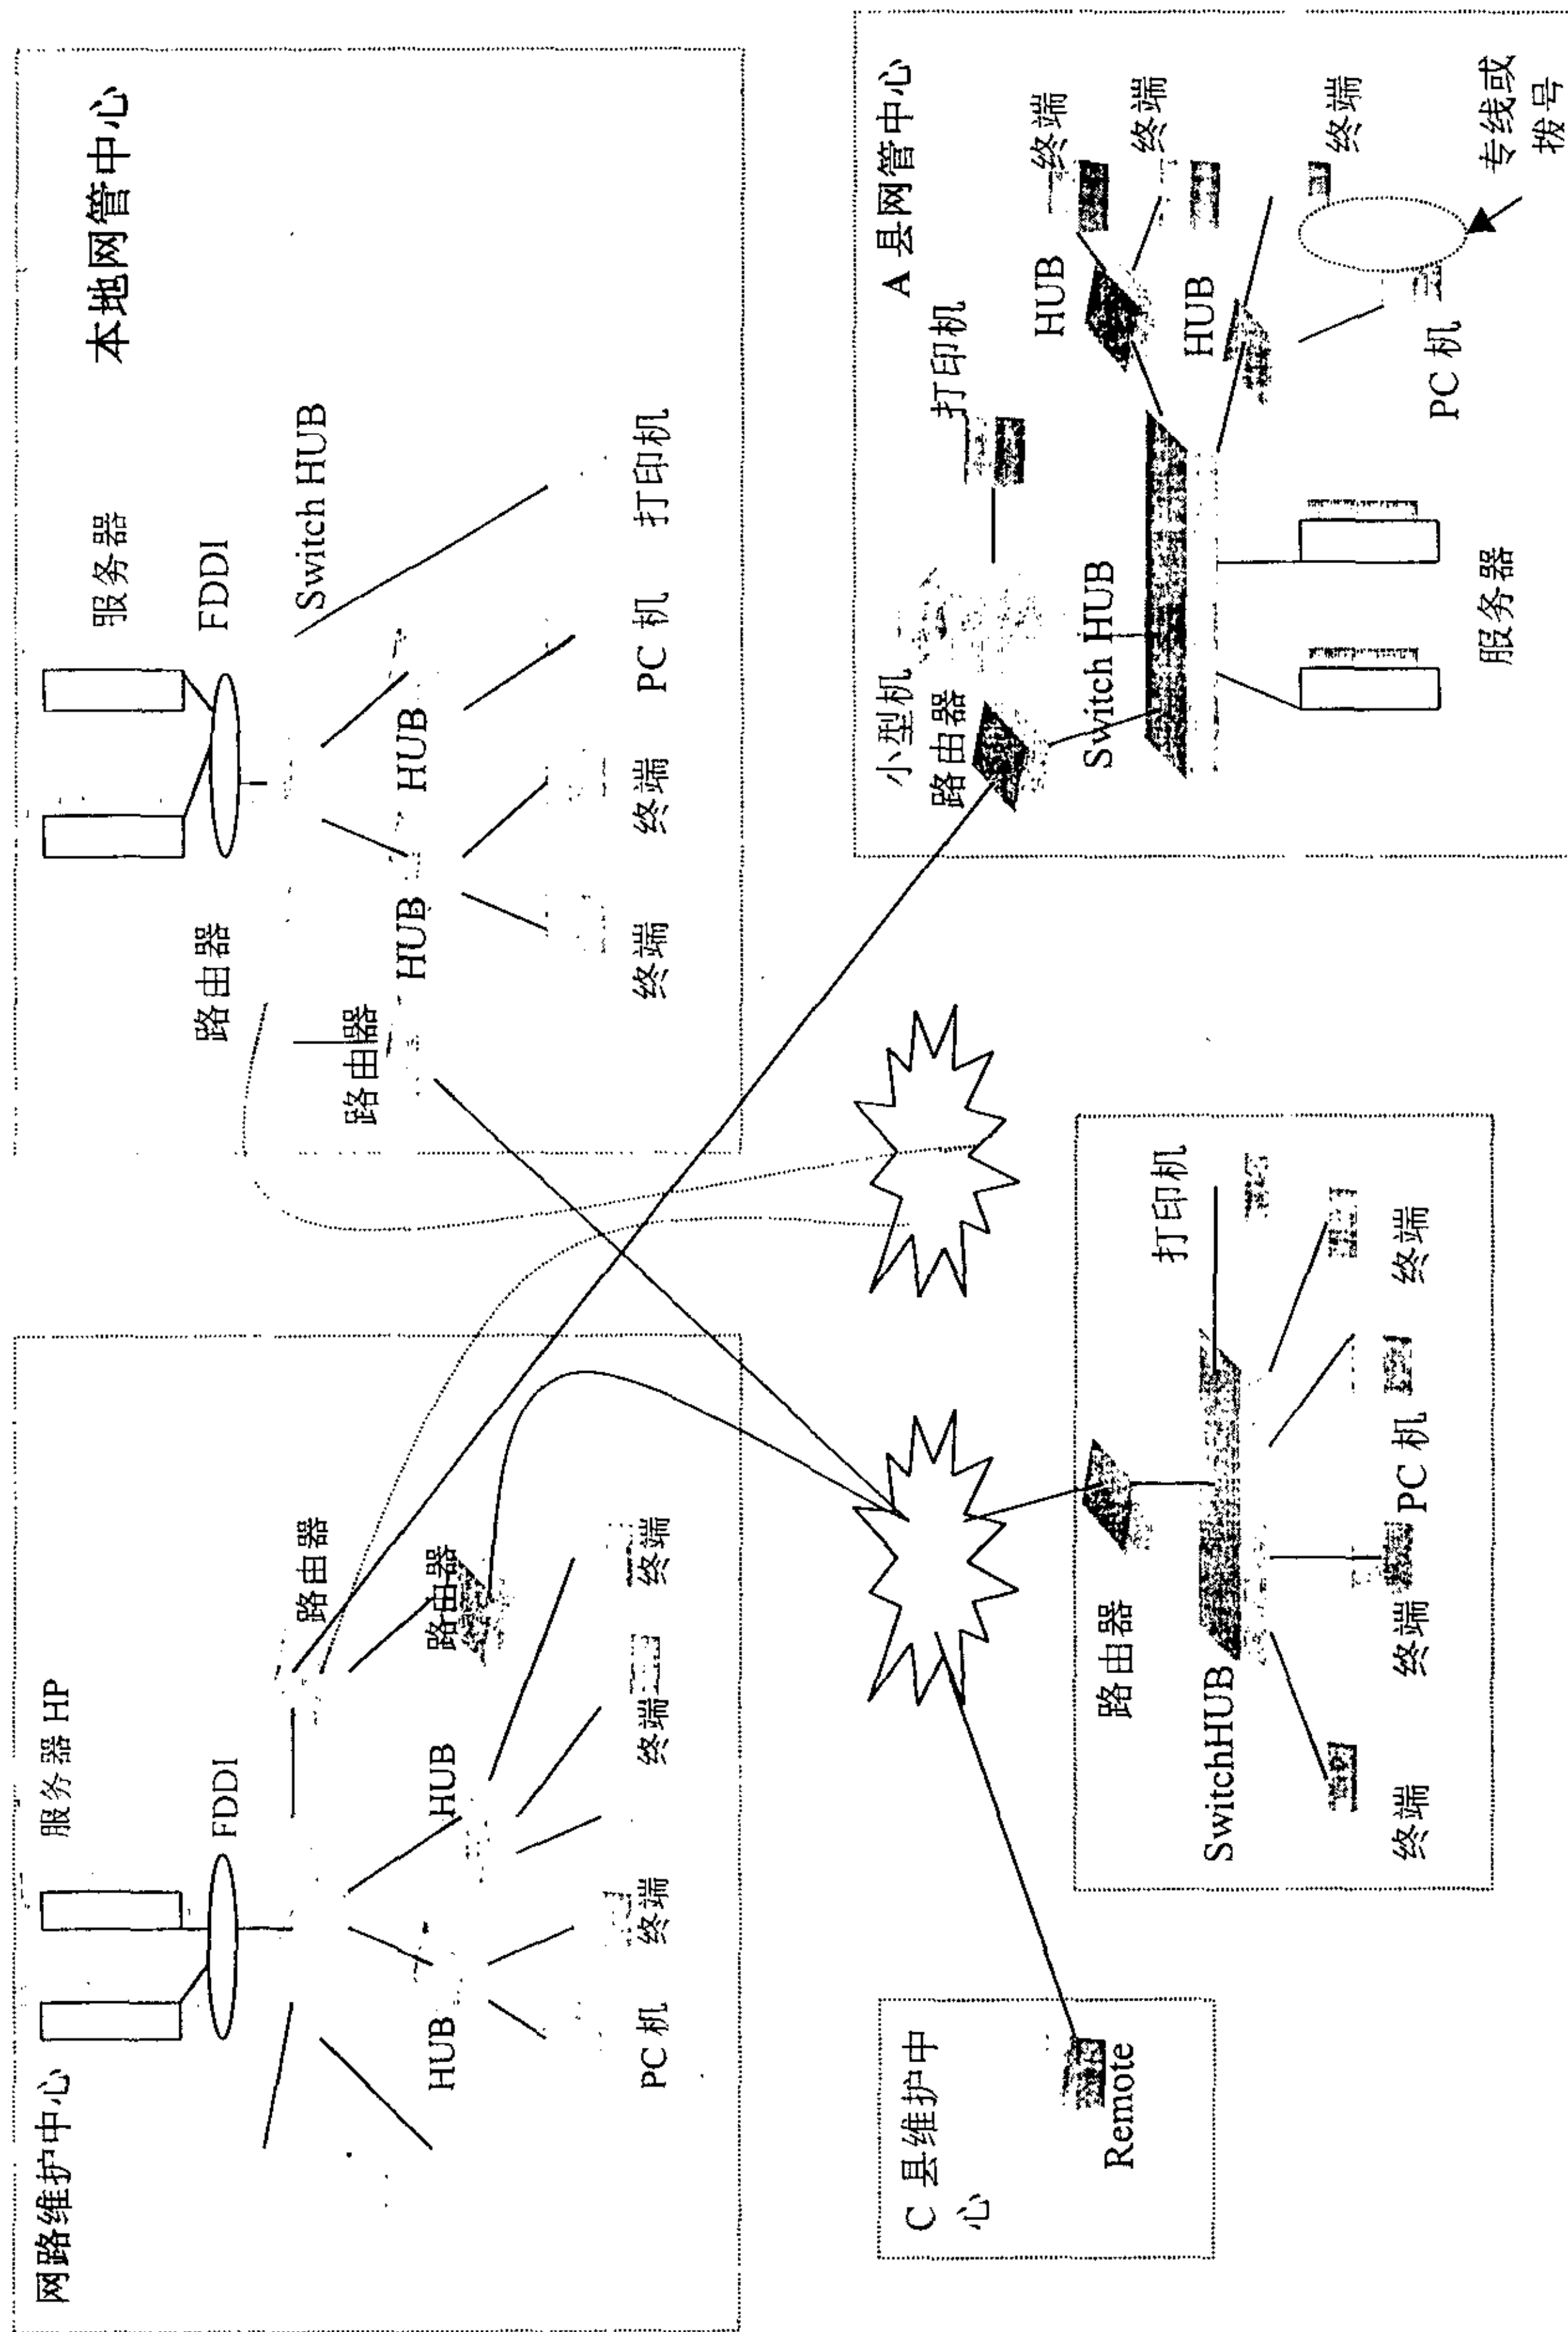 网路维护中心
服务器 HP
FDDI
路由器
路由器
HUB
HUB
PC 机
终端
终端
终端
本地网管中心
服务器
FDDI
Switch HUB
路由器
路由器
HUB
HUB
终端
终端
PC 机
打印机
C 县维护中
心
Remote
路由器
SwitchHUB
打印机
终端
终端
PC 机
终端
A 县网管中心
小型机
路由器
打印机
Switch HUB
HUB
HUB
终端
终端
终端
PC 机
服务器
专线或
拨号